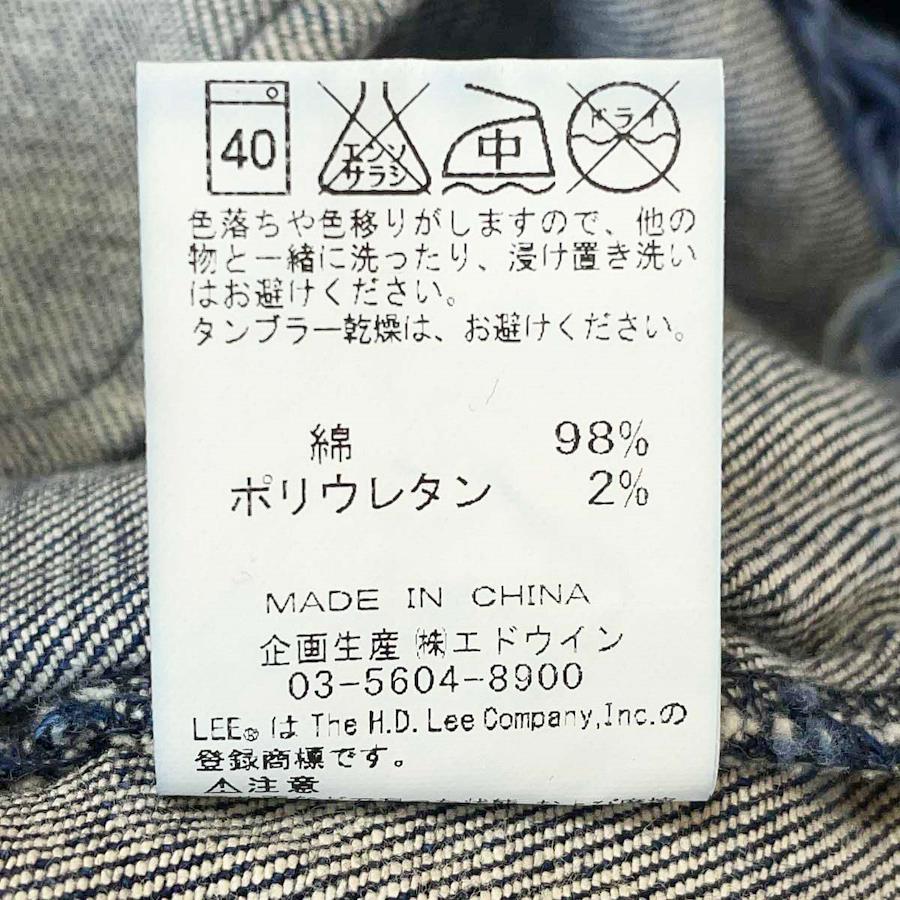 40 エンソ サラシ 中 ドライ
色落ちや色移りがしますので、他の
物と一緒に洗ったり、浸け置き洗い
はお避けください。
タンブラー乾燥は、お避けください。
綿 98%
ポリウレタン 2%
MADE IN CHINA
企画生産 ㈱エドウイン
03-5604-8900
LEE®は The H.D. Lee Company,Inc.の
登録商標です。
⚠注意